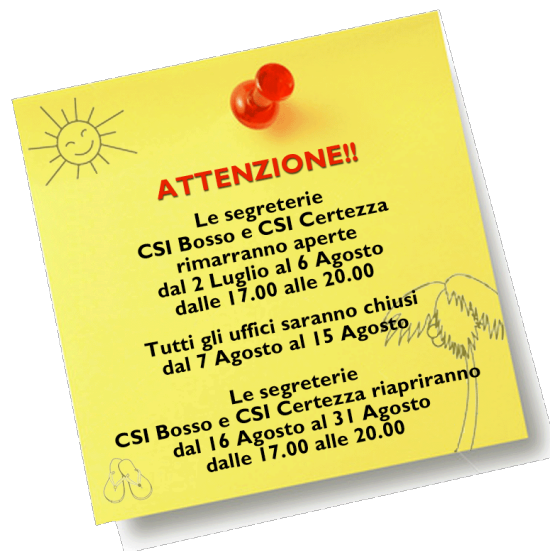 ATTENZIONE!!
Le segreterie
CSI Bosso e CSI Certezza
rimarranno aperte
dal 2 Luglio al 6 Agosto
dalle 17.00 alle 20.00
Tutti gli uffici saranno chiusi
dal 7 Agosto al 15 Agosto
Le segreterie
CSI Bosso e CSI Certezza riapriranno
dal 16 Agosto al 31 Agosto
dalle 17.00 alle 20.00